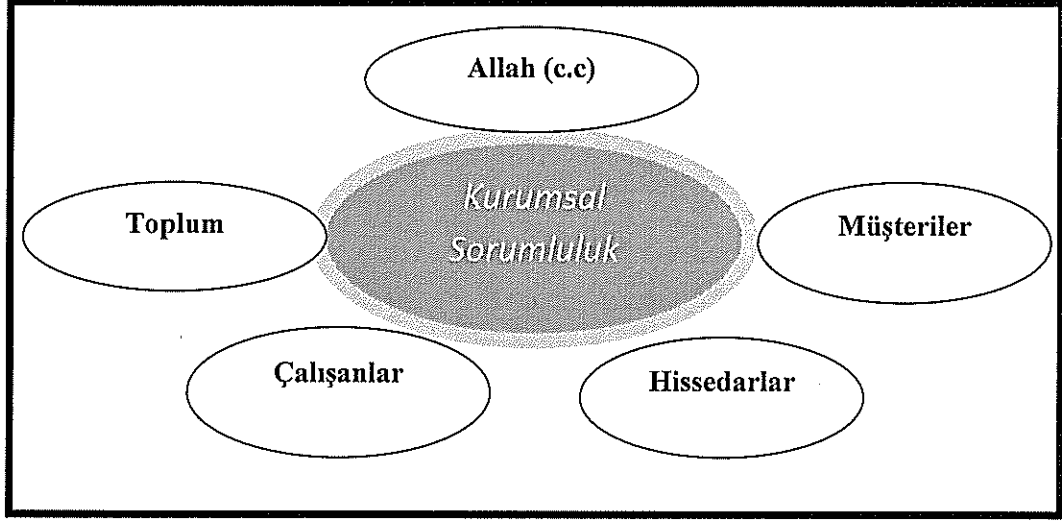 Allah (c.c)
Kurumsal
Sorumluluk
Toplum
Müşteriler
Çalışanlar
Hissedarlar